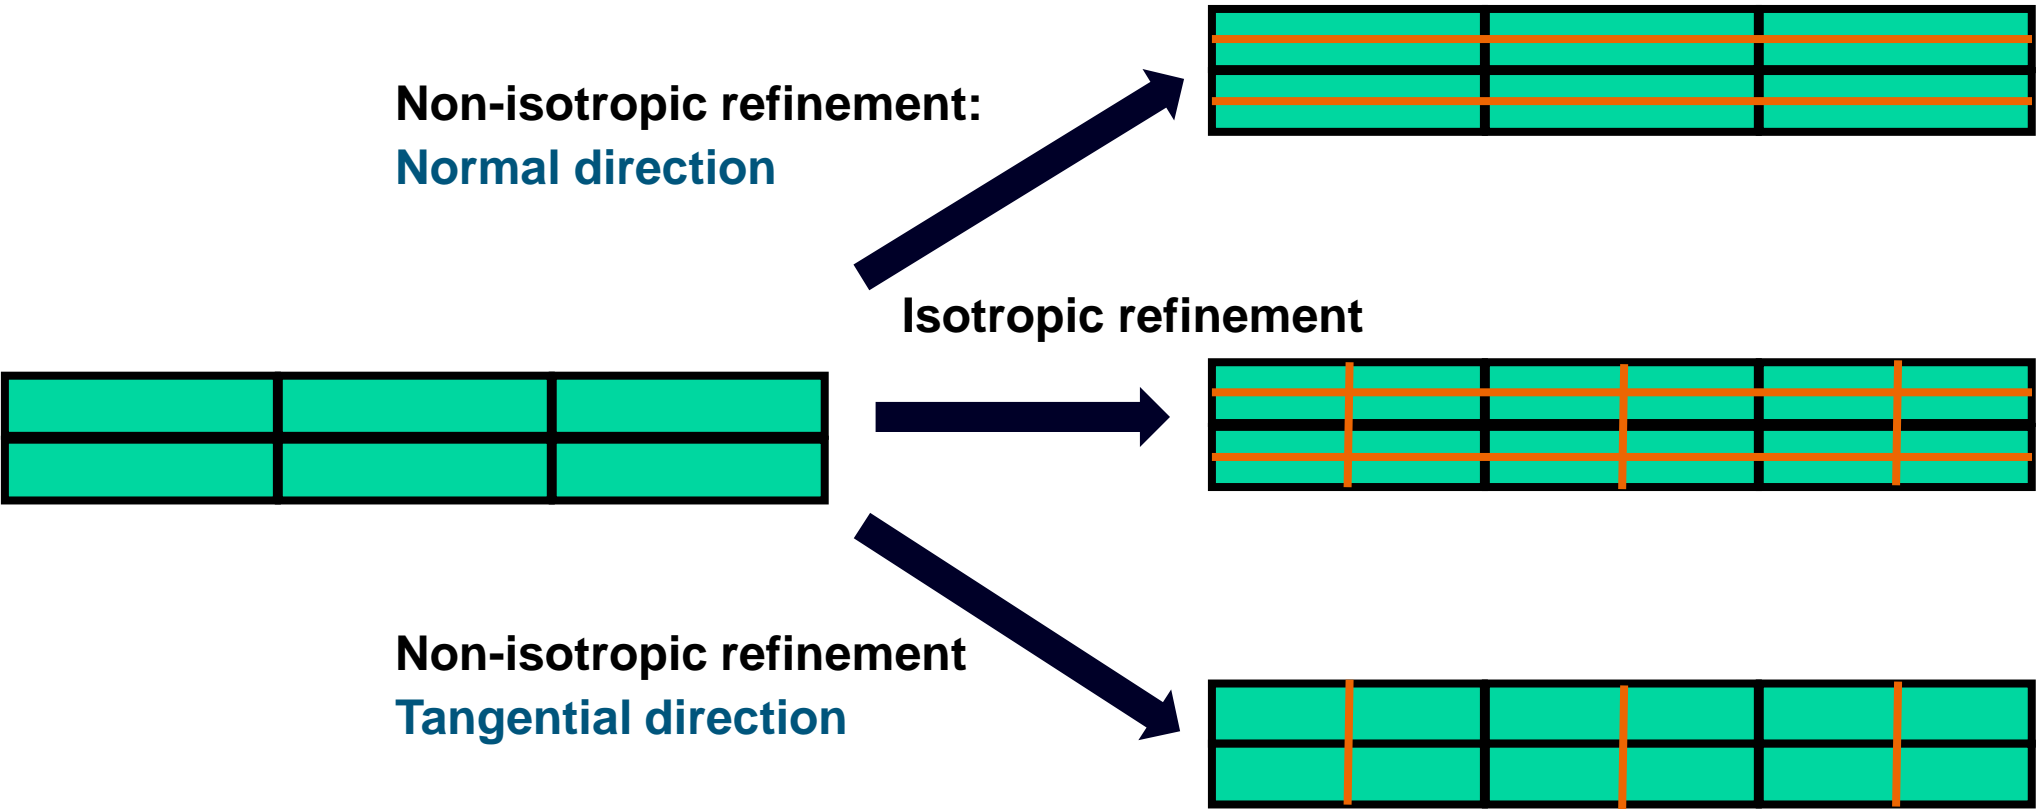 Non-isotropic refinement:
Normal direction
Isotropic refinement
Non-isotropic refinement
Tangential direction